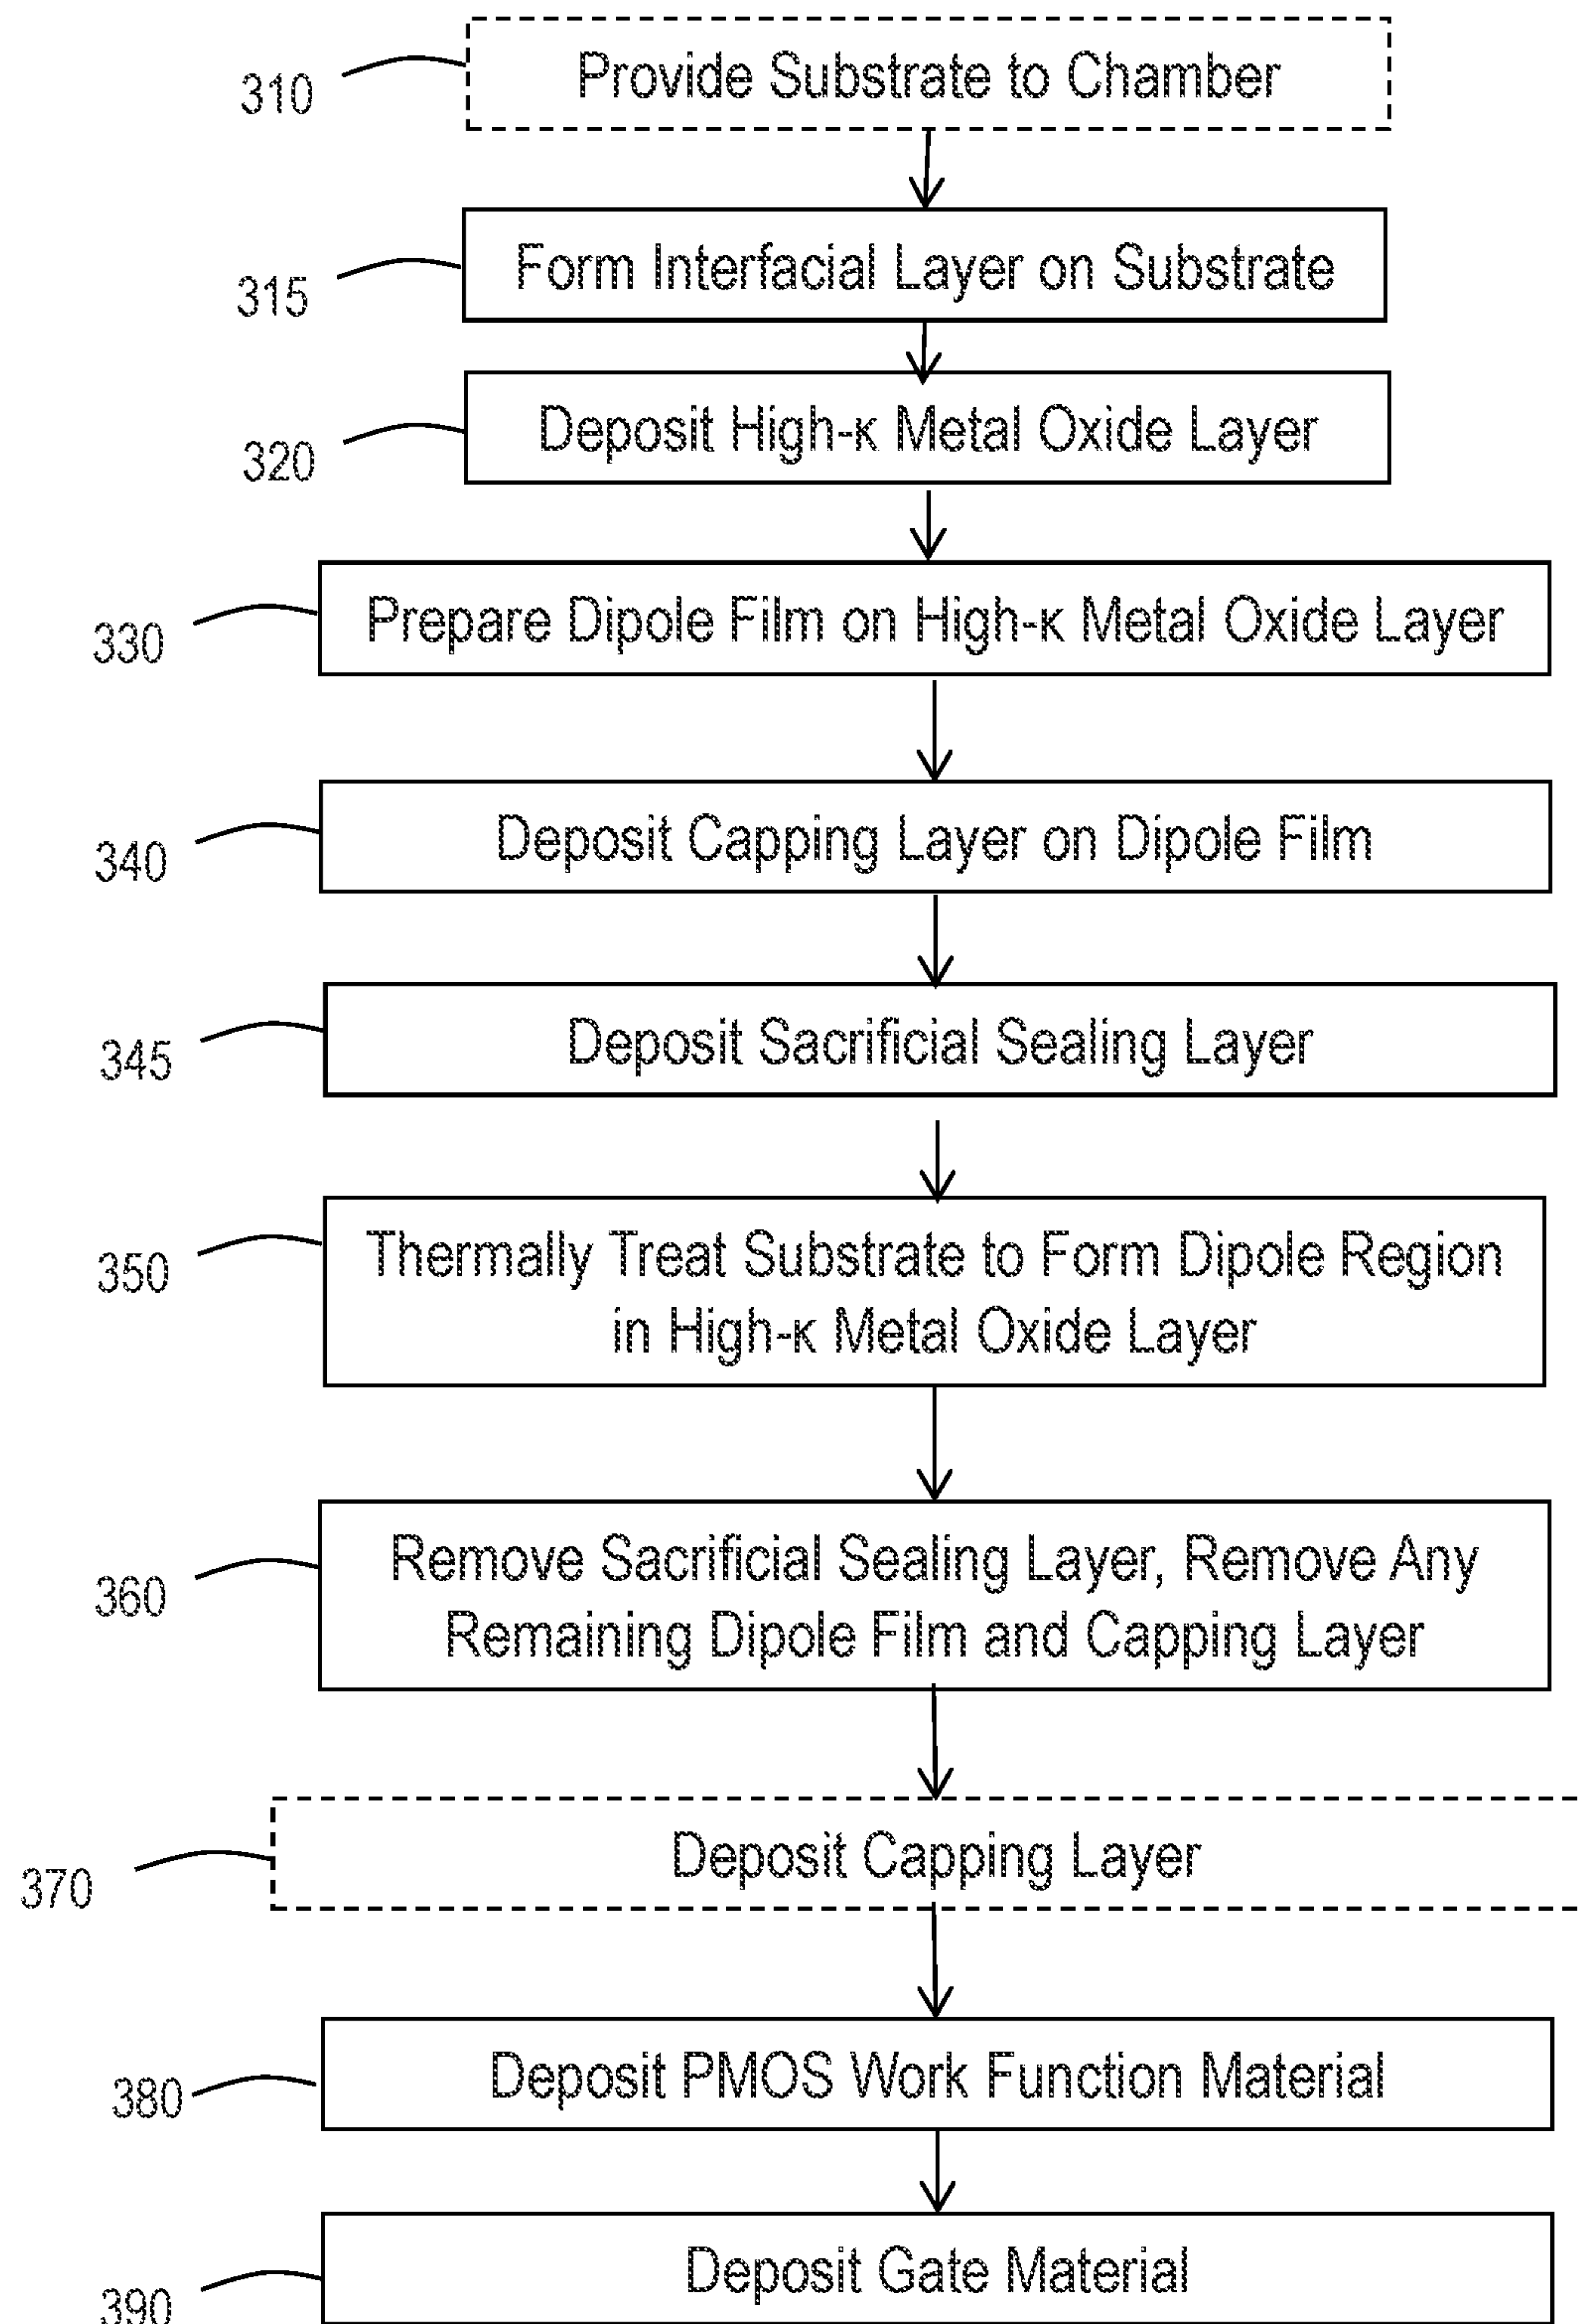 310 Provide Substrate to Chamber
315 Form Interfacial Layer on Substrate
320 Deposit High-κ Metal Oxide Layer
330 Prepare Dipole Film on High-κ Metal Oxide Layer
340 Deposit Capping Layer on Dipole Film
345 Deposit Sacrificial Sealing Layer
350 Thermally Treat Substrate to Form Dipole Region
in High-κ Metal Oxide Layer
360 Remove Sacrificial Sealing Layer, Remove Any
Remaining Dipole Film and Capping Layer
370 Deposit Capping Layer
380 Deposit PMOS Work Function Material
390 Deposit Gate Material